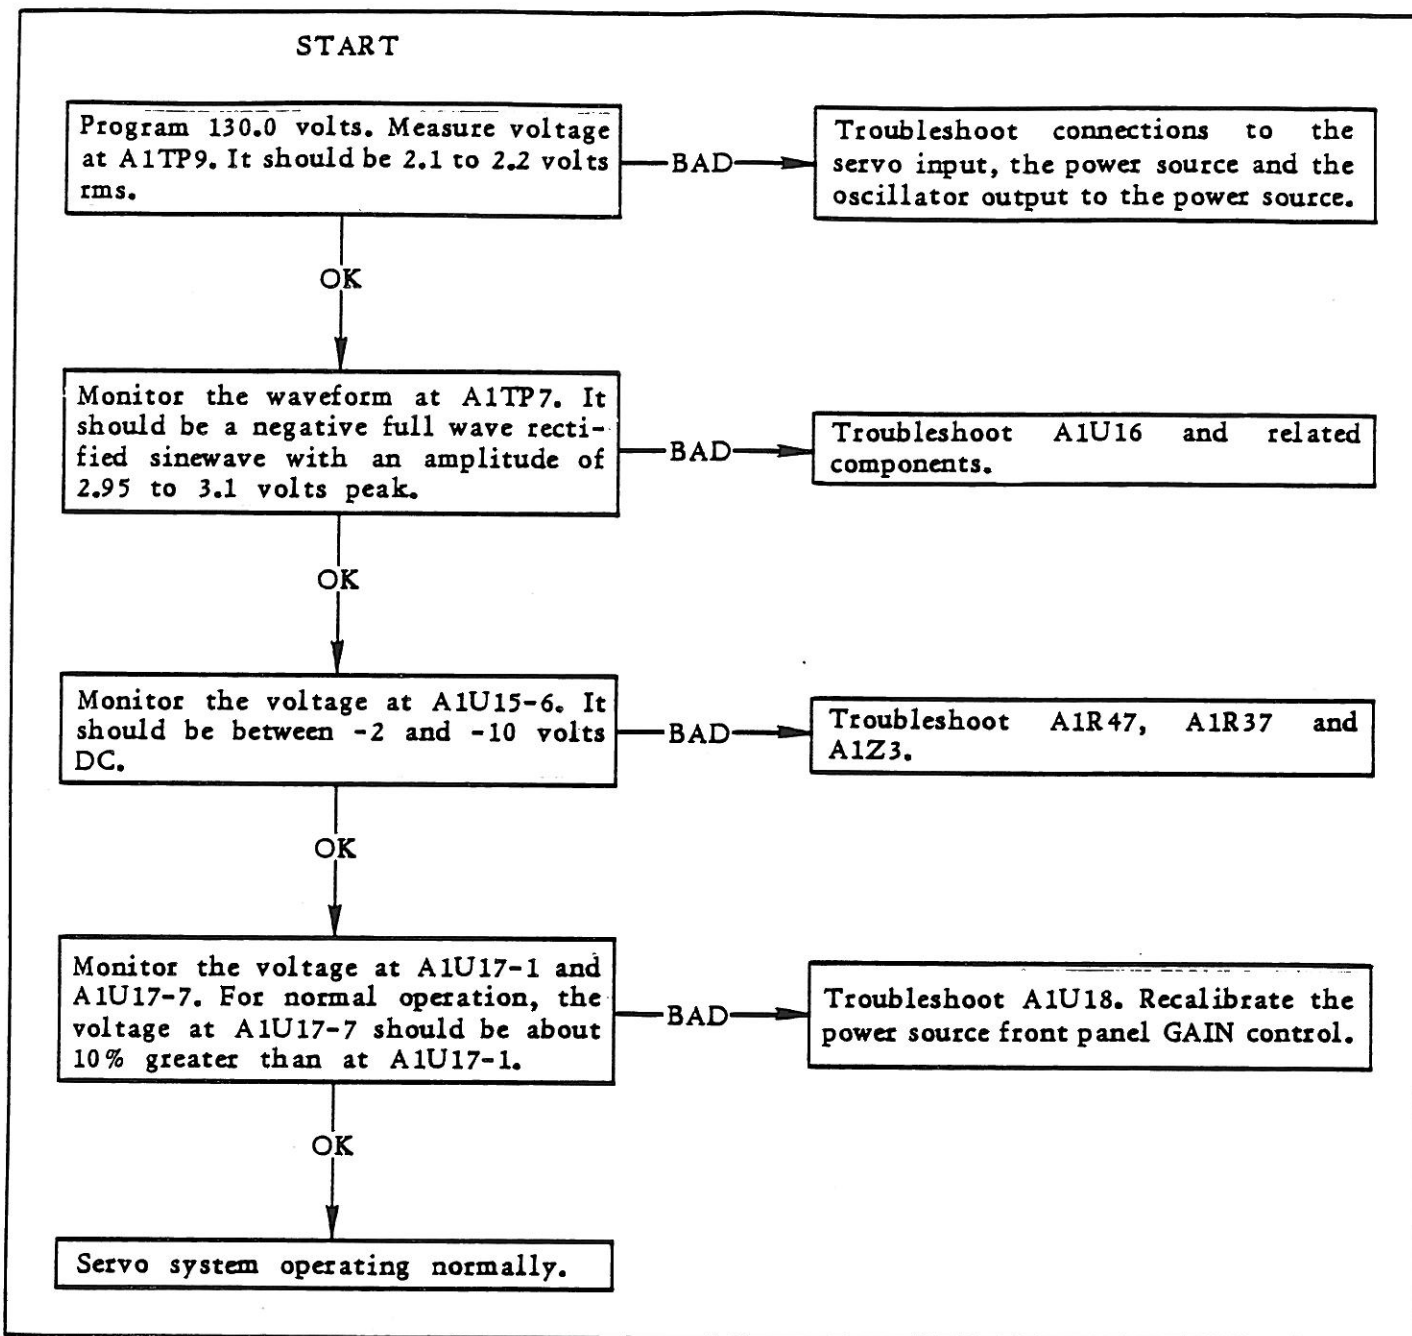 START
Program 130.0 volts. Measure voltage
at A1TP9. It should be 2.1 to 2.2 volts
rms.
BAD
Troubleshoot connections to the
servo input, the power source and the
oscillator output to the power source.
OK
Monitor the waveform at A1TP7. It
should be a negative full wave recti-
fied sinewave with an amplitude of
2.95 to 3.1 volts peak.
BAD
Troubleshoot A1U16 and related
components.
OK
Monitor the voltage at A1U15-6. It
should be between -2 and -10 volts
DC.
BAD
Troubleshoot A1R47, A1R37 and
A1Z3.
OK
Monitor the voltage at A1U17-1 and
A1U17-7. For normal operation, the
voltage at A1U17-7 should be about
10% greater than at A1U17-1.
BAD
Troubleshoot A1U18. Recalibrate the
power source front panel GAIN control.
OK
Servo system operating normally.